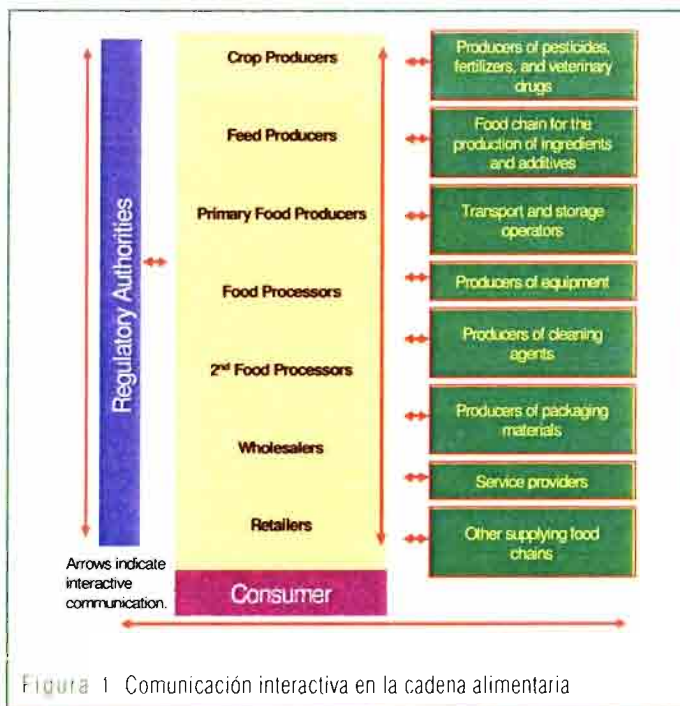 Regulatory Authorities
Crop Producers
Feed Producers
Primary Food Producers
Food Processors
2nd Food Processors
Wholesalers
Retailers
Consumer
Producers of pesticides,
fertilizers, and veterinary
drugs
Food chain for the
production of ingredients
and additives
Transport and storage
operators
Producers of equipment
Producers of cleaning
agents
Producers of packaging
materials
Service providers
Other supplying food
chains
Arrows indicate
interactive
communication.
Figura 1 Comunicación interactiva en la cadena alimentaria